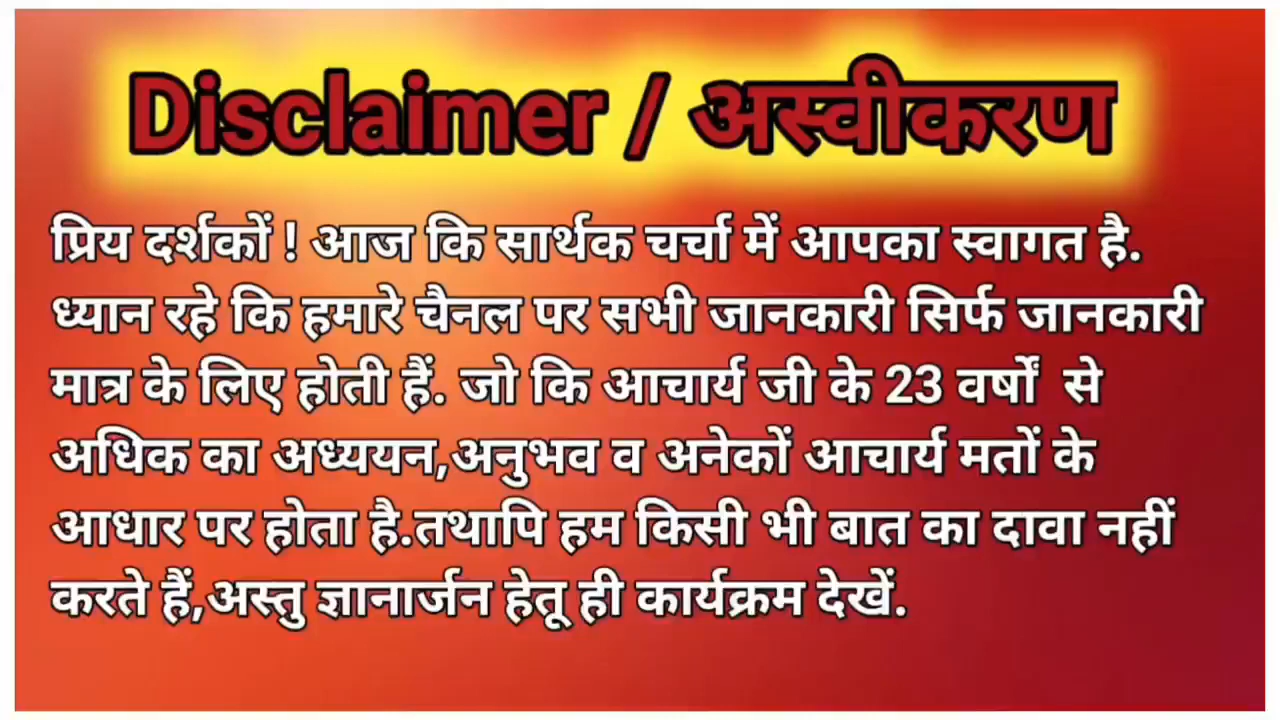 Disclaimer / अस्वीकरण
प्रिय दर्शकों ! आज कि सार्थक चर्चा में आपका स्वागत है.
ध्यान रहे कि हमारे चैनल पर सभी जानकारी सिर्फ जानकारी
मात्र के लिए होती हैं. जो कि आचार्य जी के 23 वर्षों से
अधिक का अध्ययन,अनुभव व अनेकों आचार्य मतों के
आधार पर होता है.तथापि हम किसी भी बात का दावा नहीं
करते हैं,अस्तु ज्ञानार्जन हेतू ही कार्यक्रम देखें.